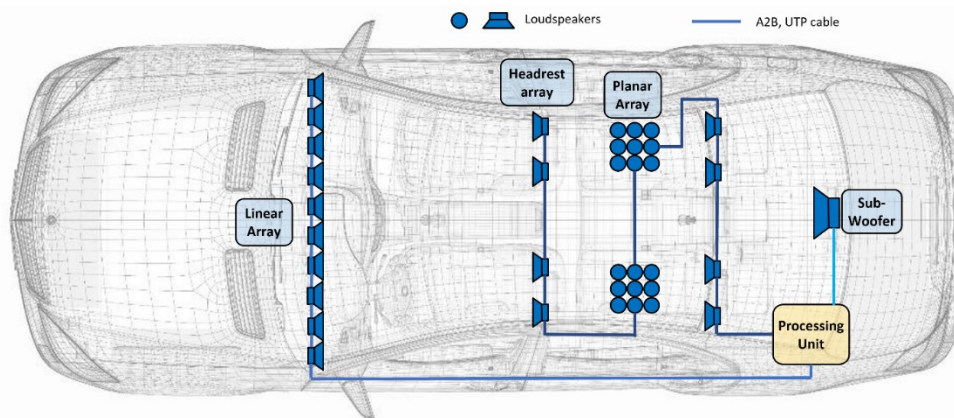 Loudspeakers
A2B, UTP cable
Headrest
array
Planar
Array
Linear
Array
Sub-
Woofer
Processing
Unit